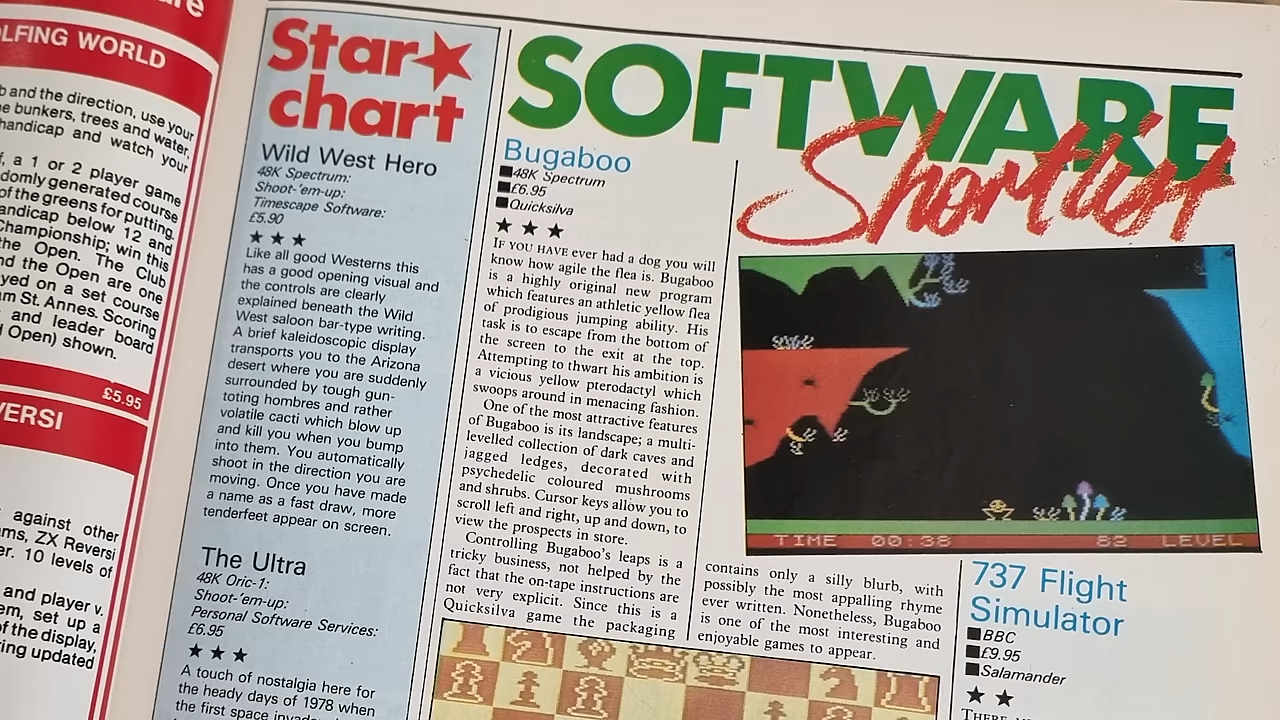 LFING WORLD
b and the direction, use your
e bunkers, trees and water,
handicap and watch your
f, a 1 or 2 player game
domly generated course
of the greens for putting.
andicap below 12 and
Championship; win this
the Open. The Club
nd the Open are one
yed on a set course
am St. Annes. Scoring
and leader board
Open) shown.
£5.95
VERSI
against other
ms, ZX Reversi
er. 10 levels of
and player v.
em, set up a
of the display,
ing updated
Star
chart
Wild West Hero
48K Spectrum:
Shoot-'em-up:
Timescape Software:
£5.90
★ ★ ★
Like all good Westerns this
has a good opening visual and
the controls are clearly
explained beneath the Wild
West saloon bar-type writing.
A brief kaleidoscopic display
transports you to the Arizona
desert where you are suddenly
surrounded by tough gun-
toting hombres and rather
volatile cacti which blow up
and kill you when you bump
into them. You automatically
shoot in the direction you are
moving. Once you have made
a name as a fast draw, more
tenderfeet appear on screen.
The Ultra
48K Oric-1:
Shoot-'em-up:
Personal Software Services:
£6.95
★ ★ ★
A touch of nostalgia here for
the heady days of 1978 when
the first space
SOFTWARE
Shortlist
Bugaboo
■48K Spectrum
■£6.95
■Quicksilva
★ ★ ★
IF YOU HAVE ever had a dog you will
know how agile the flea is. Bugaboo
is a highly original new program
which features an athletic yellow flea
of prodigious jumping ability. His
task is to escape from the bottom of
the screen to the exit at the top.
Attempting to thwart his ambition is
a vicious yellow pterodactyl which
swoops around in menacing fashion.
One of the most attractive features
of Bugaboo is its landscape; a multi-
levelled collection of dark caves and
jagged ledges, decorated with
psychedelic coloured mushrooms
and shrubs. Cursor keys allow you to
scroll left and right, up and down, to
view the prospects in store.
Controlling Bugaboo's leaps is a
tricky business, not helped by the
fact that the on-tape instructions are
not very explicit. Since this is a
Quicksilva game the packaging
contains only a silly blurb, with
possibly the most appalling rhyme
ever written. Nonetheless, Bugaboo
is one of the most interesting and
enjoyable games to appear.
TIME 00:38 82 LEVEL
737 Flight
Simulator
■BBC
■£9.95
■Salamander
★ ★